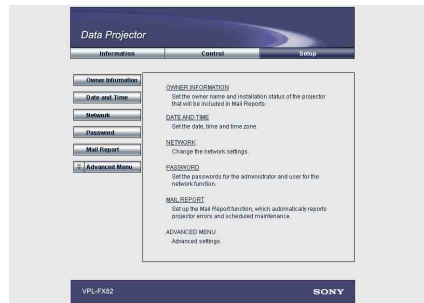 Data Projector
Information Control Setup
Owner Information
Date and Time
Network
Password
Mail Report
Advanced Menu
OWNER INFORMATION
Set the owner name and installation status of the projector
that will be included in Mail Reports.
DATE AND TIME
Set the date, time and time zone.
NETWORK
Change the network settings.
PASSWORD
Set the passwords for the administrator and user for the
network function.
MAIL REPORT
Set up the Mail Report function, which automatically reports
projector errors and scheduled maintenance.
ADVANCED MENU
Advanced settings.
VPL-FX52
SONY